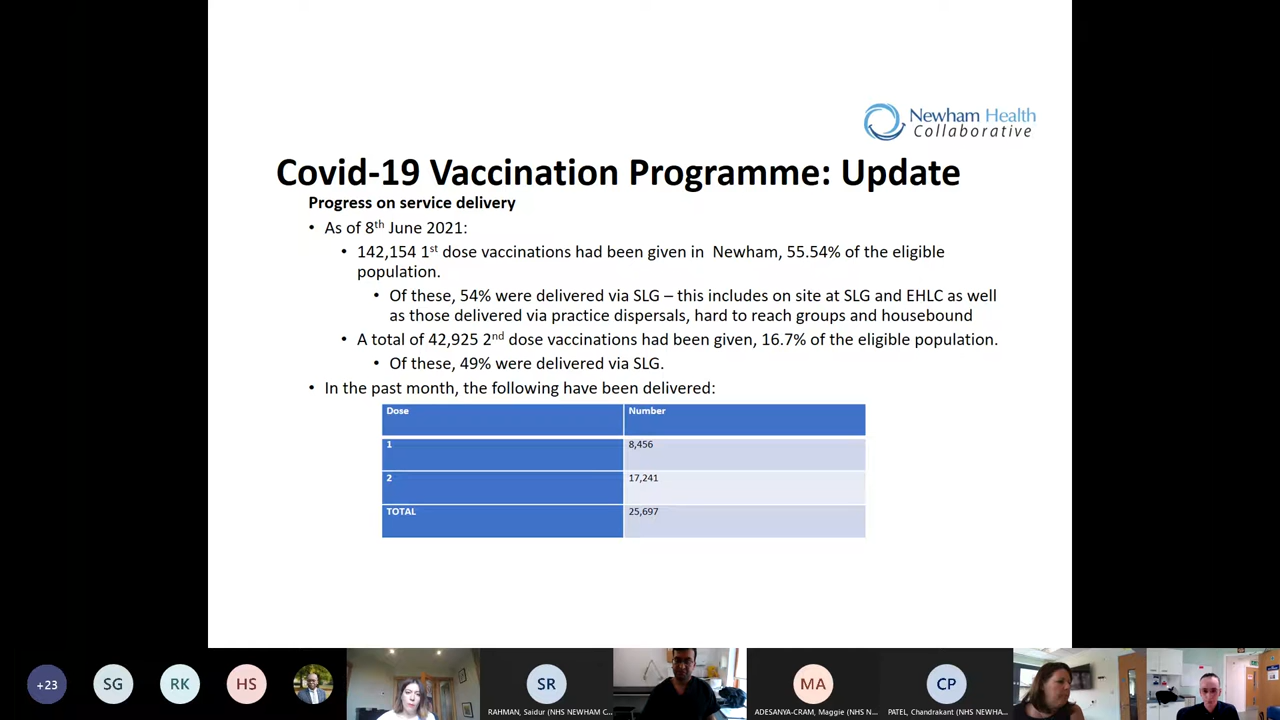 Newham Health
Collaborative
Covid-19 Vaccination Programme: Update
Progress on service delivery
• As of 8th June 2021:
• 142,154 1st dose vaccinations had been given in Newham, 55.54% of the eligible
population.
• Of these, 54% were delivered via SLG – this includes on site at SLG and EHLC as well
as those delivered via practice dispersals, hard to reach groups and housebound
• A total of 42,925 2nd dose vaccinations had been given, 16.7% of the eligible population.
• Of these, 49% were delivered via SLG.
• In the past month, the following have been delivered:
Dose Number
1 8,456
2 17,241
TOTAL 25,697
+23 SG RK HS SR MA CP
RAHMAN, Saidur (NHS NEWHAM C... ADESANYA-CRAM, Maggie (NHS N... PATEL, Chandrakant (NHS NEWHA...